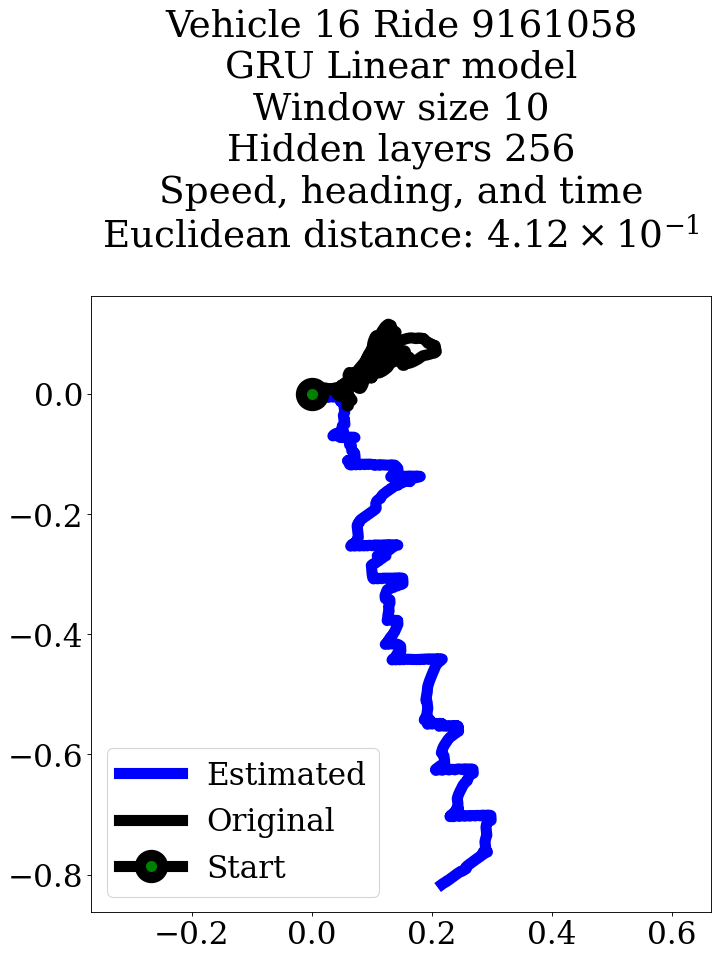 Vehicle 16 Ride 9161058
GRU Linear model
Window size 10
Hidden layers 256
Speed, heading, and time
Euclidean distance: 4.12 × 10⁻¹
0.0
−0.2
−0.4
−0.6
−0.8
Estimated
Original
Start
−0.2 0.0 0.2 0.4 0.6